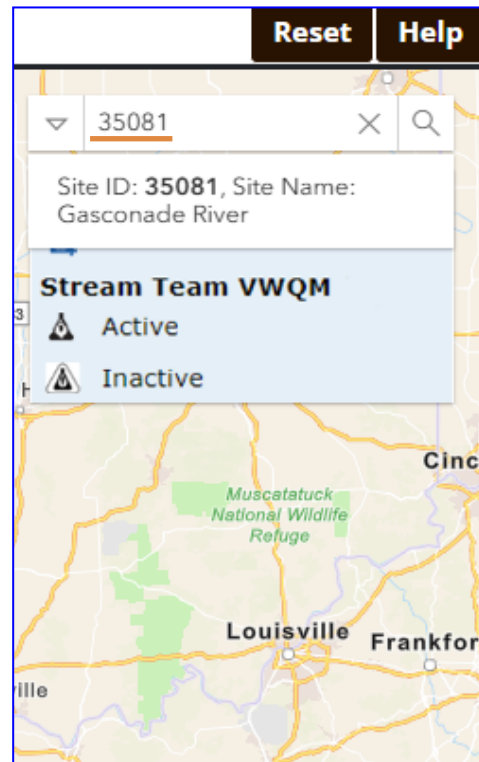 Reset
Help
35081
Site ID: 35081, Site Name:
Gasconade River
Stream Team VWQM
3
Active
Inactive
H
Cinc
Muscatatuck
National Wildlife
Refuge
Louisville
Frankfor
ille